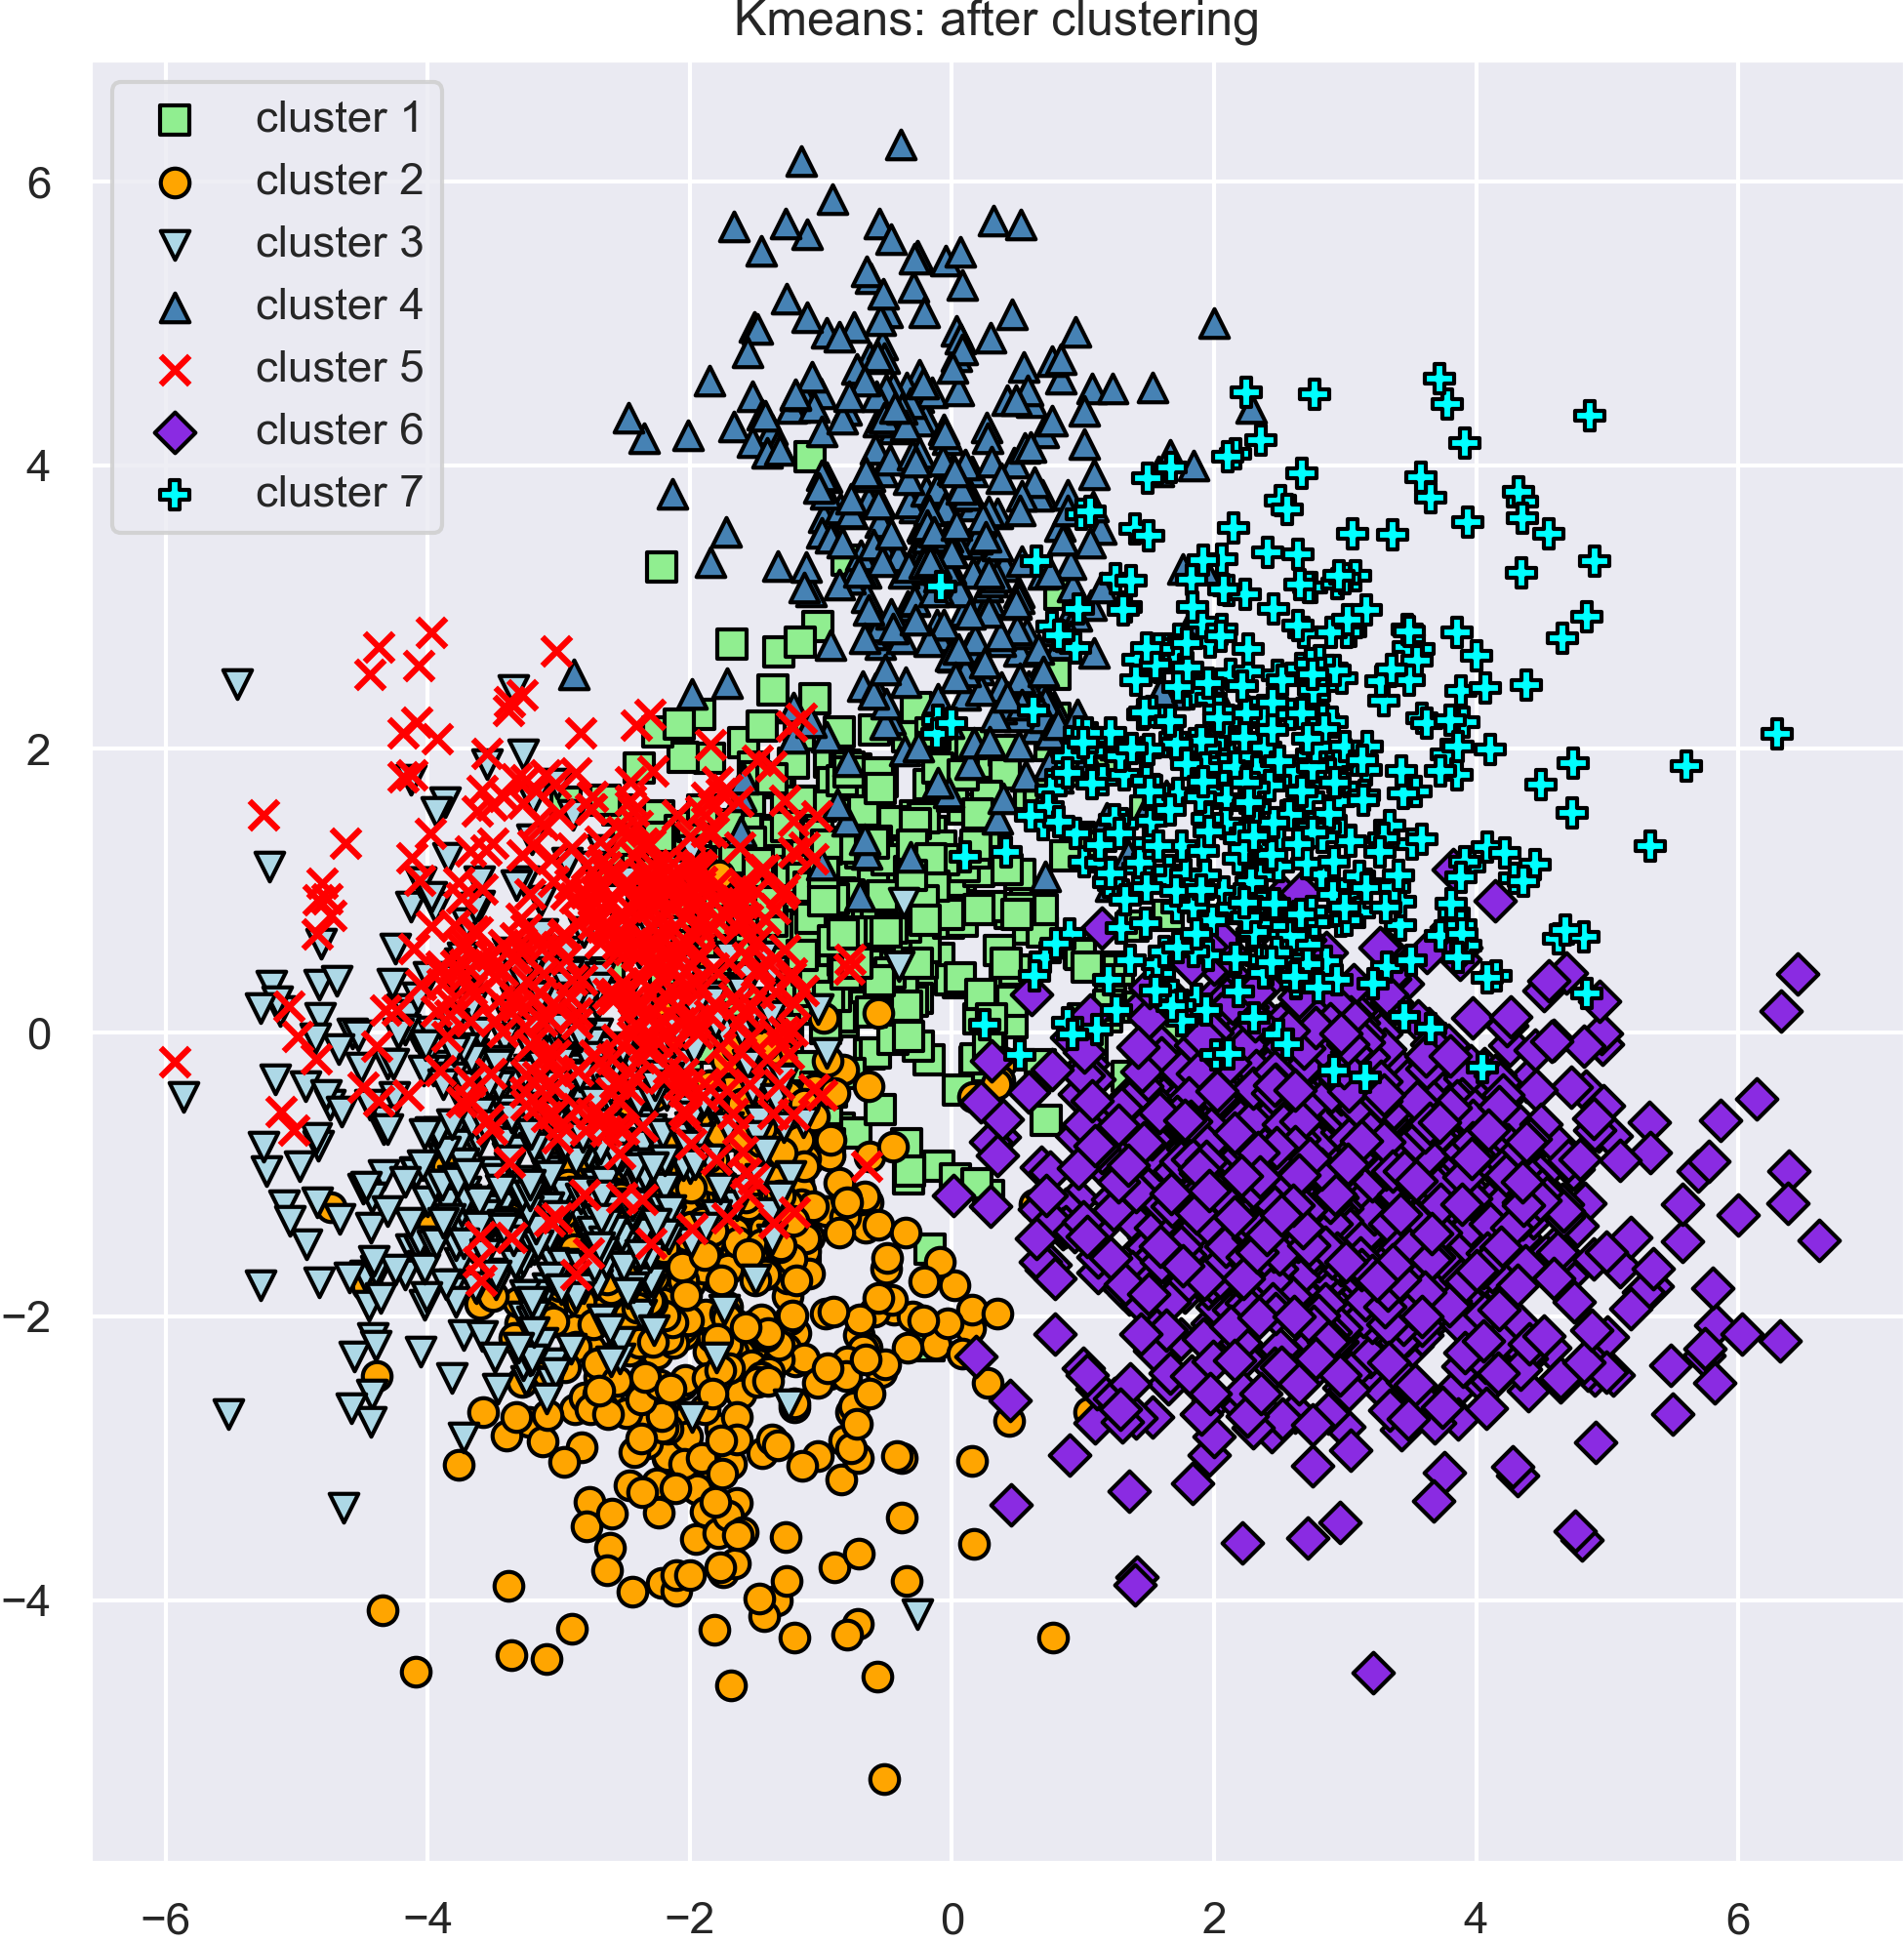 Kmeans: after clustering
cluster 1
cluster 2
cluster 3
cluster 4
cluster 5
cluster 6
cluster 7
6
4
2
0
−2
−4
−6
−4
−2
0
2
4
6